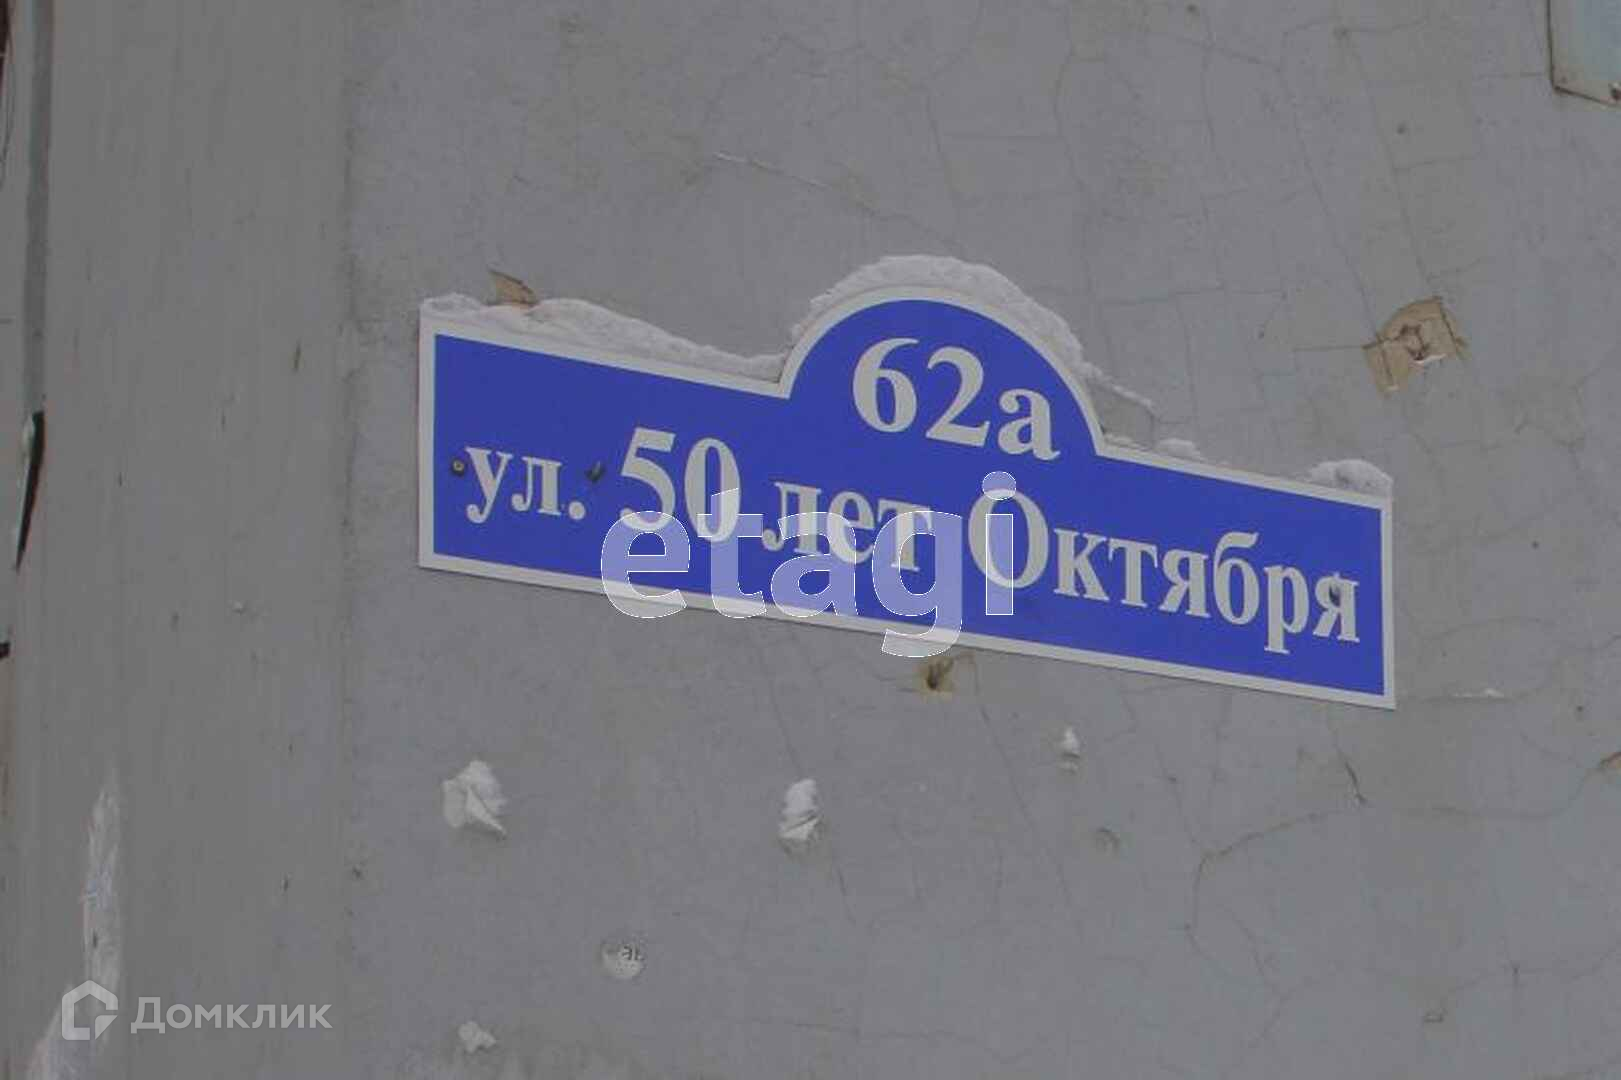 62а
ул. 50 лет Октября
etagi
Домклик